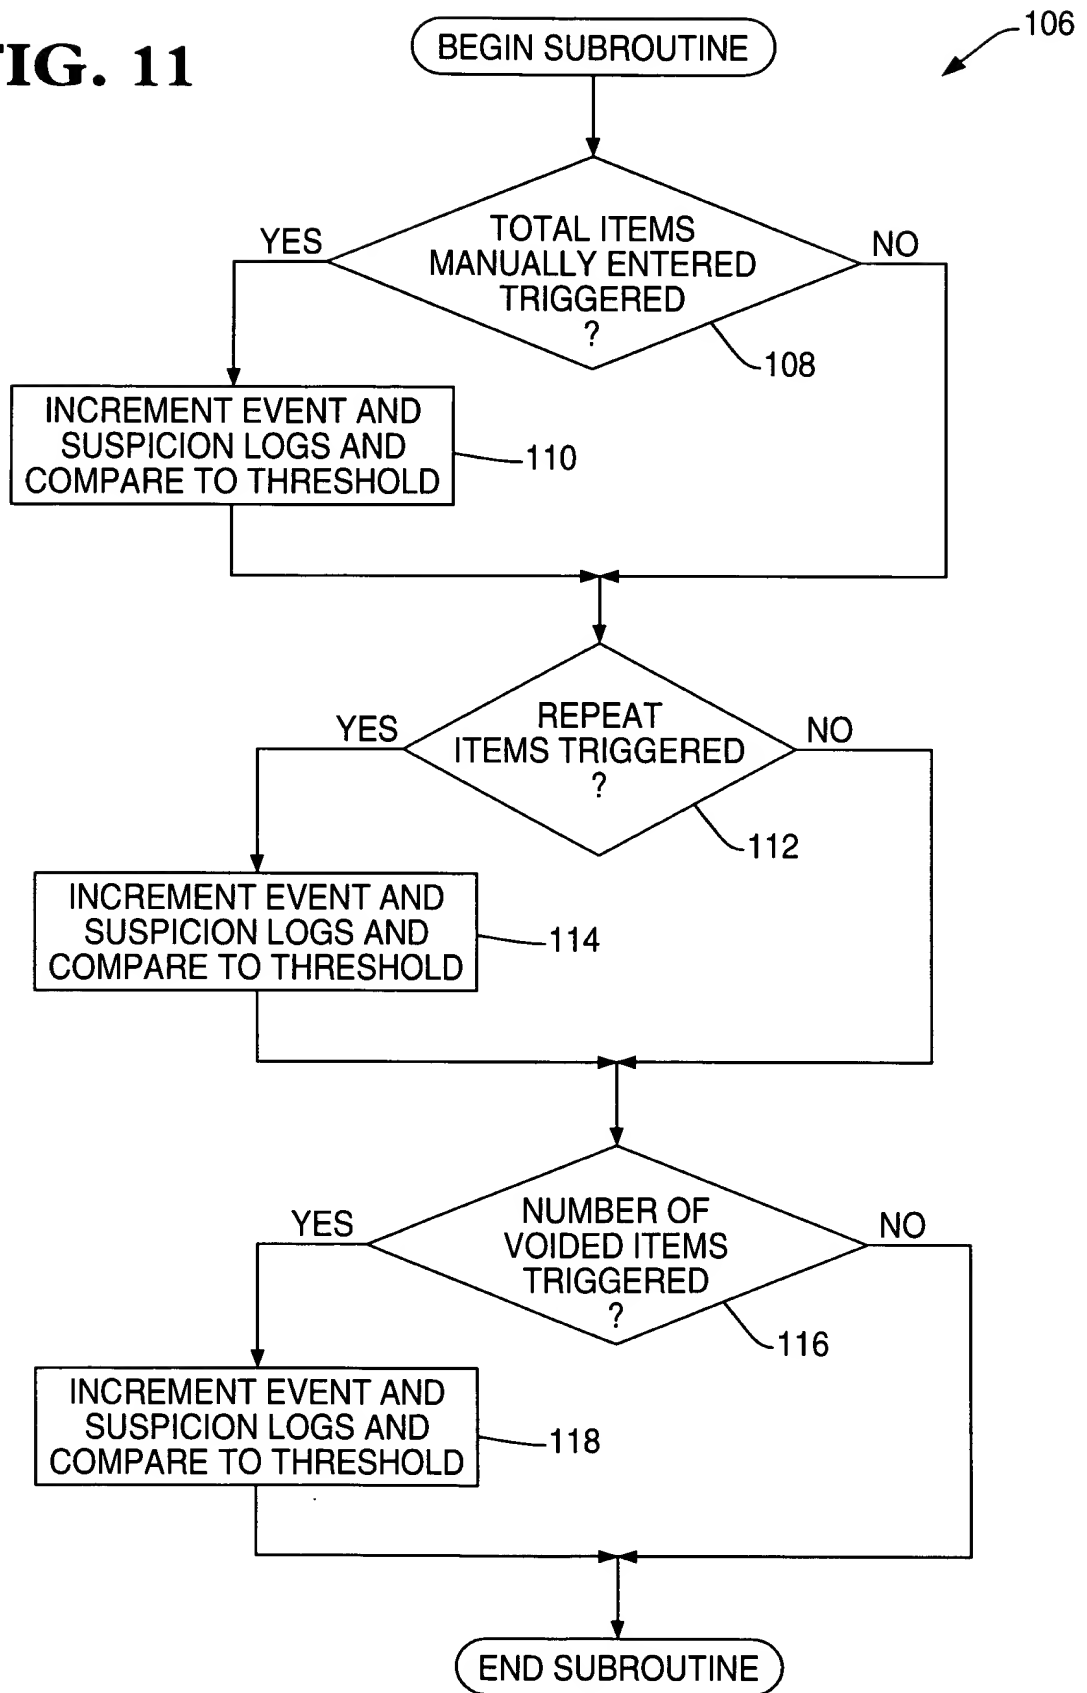 FIG. 11
BEGIN SUBROUTINE
106
TOTAL ITEMS
MANUALLY ENTERED
TRIGGERED
?
YES
NO
108
INCREMENT EVENT AND
SUSPICION LOGS AND
COMPARE TO THRESHOLD
110
REPEAT
ITEMS TRIGGERED
?
YES
NO
112
INCREMENT EVENT AND
SUSPICION LOGS AND
COMPARE TO THRESHOLD
114
NUMBER OF
VOIDED ITEMS
TRIGGERED
?
YES
NO
116
INCREMENT EVENT AND
SUSPICION LOGS AND
COMPARE TO THRESHOLD
118
END SUBROUTINE